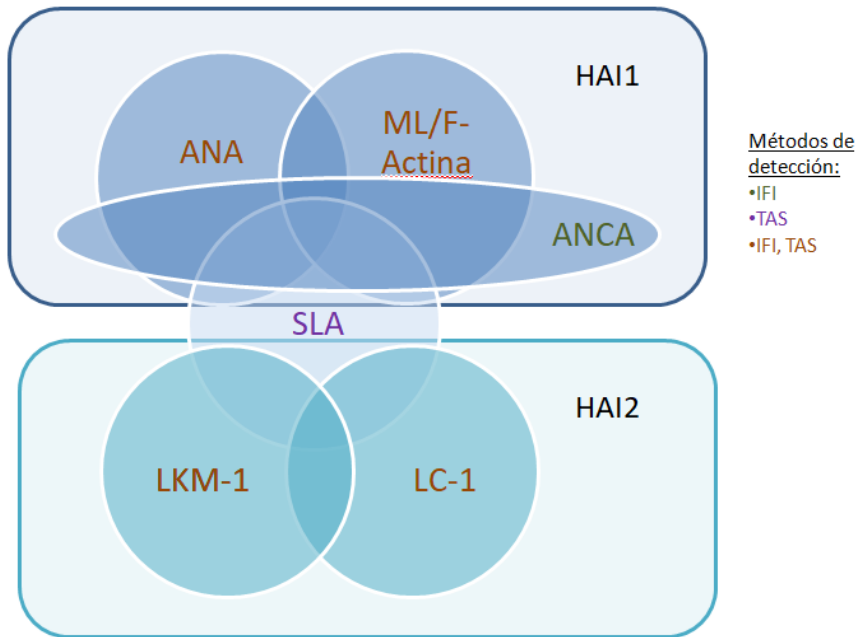 HAI1
ANA
ML/F-
Actina
ANCA
SLA
HAI2
LKM-1
LC-1
Métodos de
detección:
•IFI
•TAS
•IFI, TAS